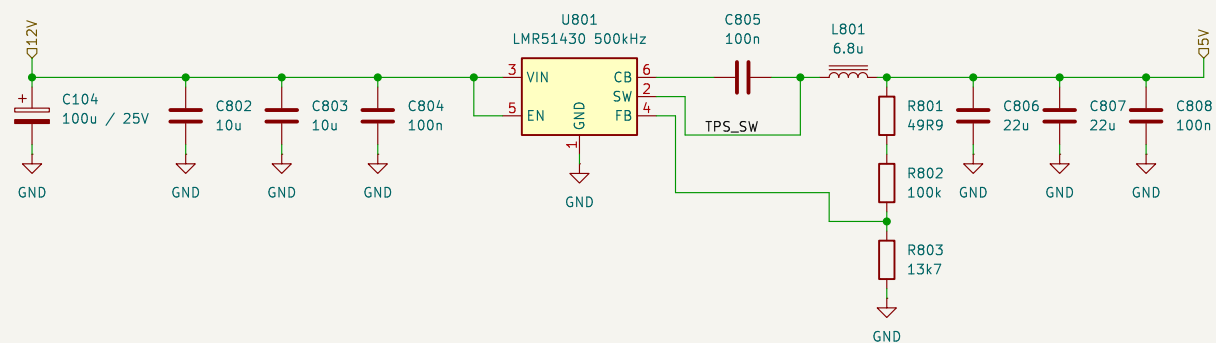 12V
C104
100u / 25V
GND
C802
10u
GND
C803
10u
GND
C804
100n
GND
U801
LMR51430 500kHz
3
VIN
5
EN
GND
1
GND
CB
6
SW
2
FB
4
TPS_SW
C805
100n
L801
6.8u
R801
49R9
R802
100k
R803
13k7
GND
C806
22u
GND
C807
22u
GND
C808
100n
GND
5V